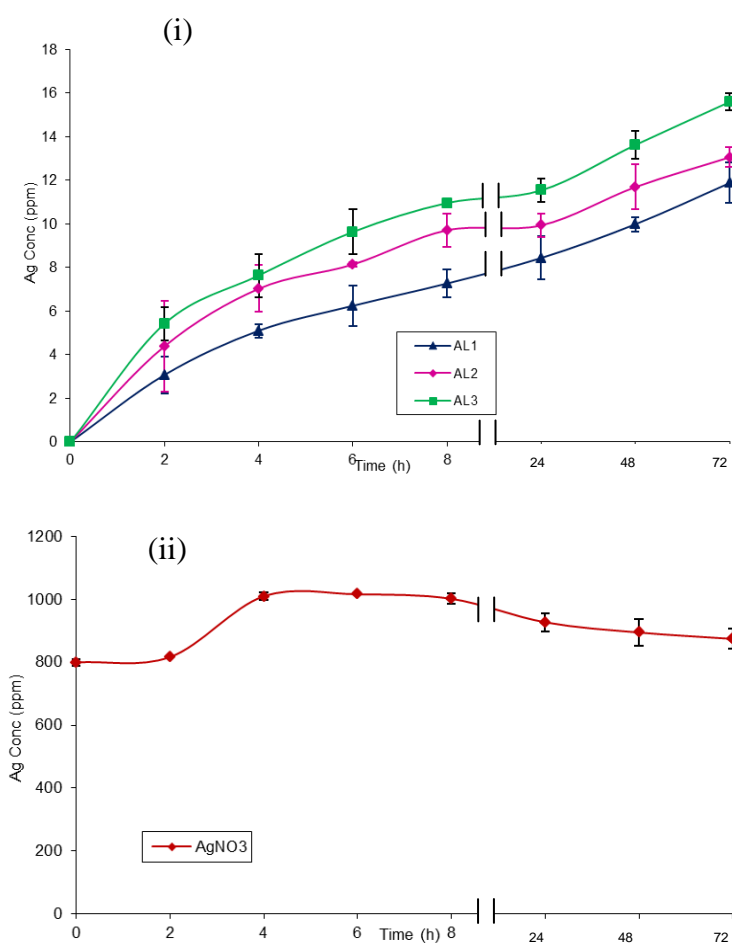 (i)
18
16
14
12
10
8
6
4
2
0
Ag Conc (ppm)
AL1
AL2
AL3
0 2 4 6 8 24 48 72
Time (h)
(ii)
1200
1000
800
600
400
200
0
Ag Conc (ppm)
AgNO3
0 2 4 6 Time (h) 8 24 48 72